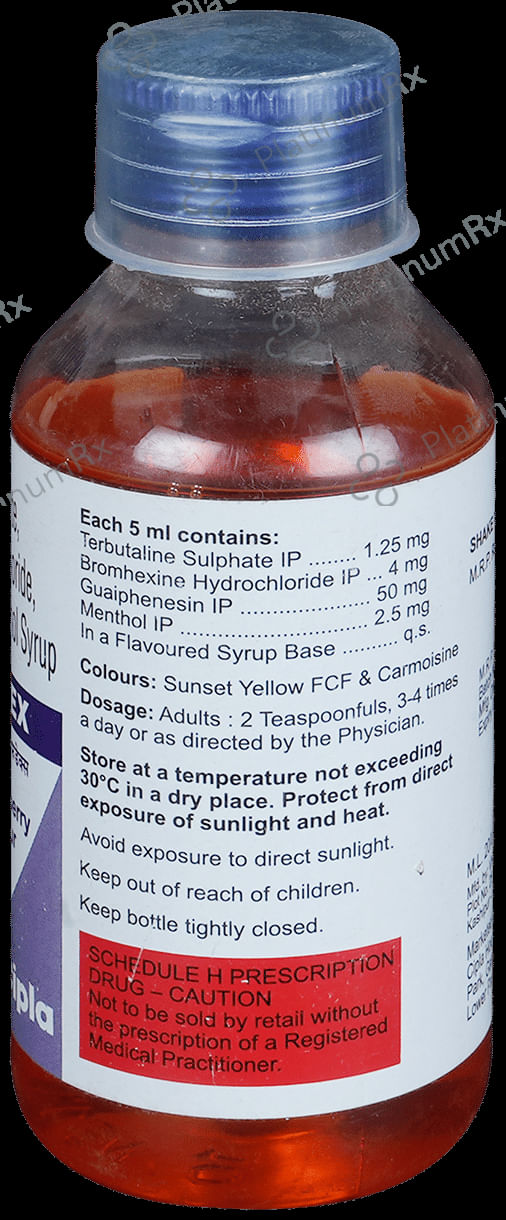 Each 5 ml contains:
Terbutaline Sulphate IP ........ 1.25 mg
Bromhexine Hydrochloride IP ... 4 mg
Guaiphenesin IP ...................... 50 mg
Menthol IP ............................. 2.5 mg
In a Flavoured Syrup Base .......... q.s.
Colours: Sunset Yellow FCF & Carmoisine
Dosage: Adults : 2 Teaspoonfuls, 3-4 times
a day or as directed by the Physician.
Store at a temperature not exceeding
30°C in a dry place. Protect from direct
exposure of sunlight and heat.
Avoid exposure to direct sunlight.
Keep out of reach of children.
Keep bottle tightly closed.
SCHEDULE H PRESCRIPTION
DRUG – CAUTION
Not to be sold by retail without
the prescription of a Registered
Medical Practitioner.
Syrup
SHAKE
M.R.P.
M.L.
PlatinumRx
PlatinumRx
PlatinumRx